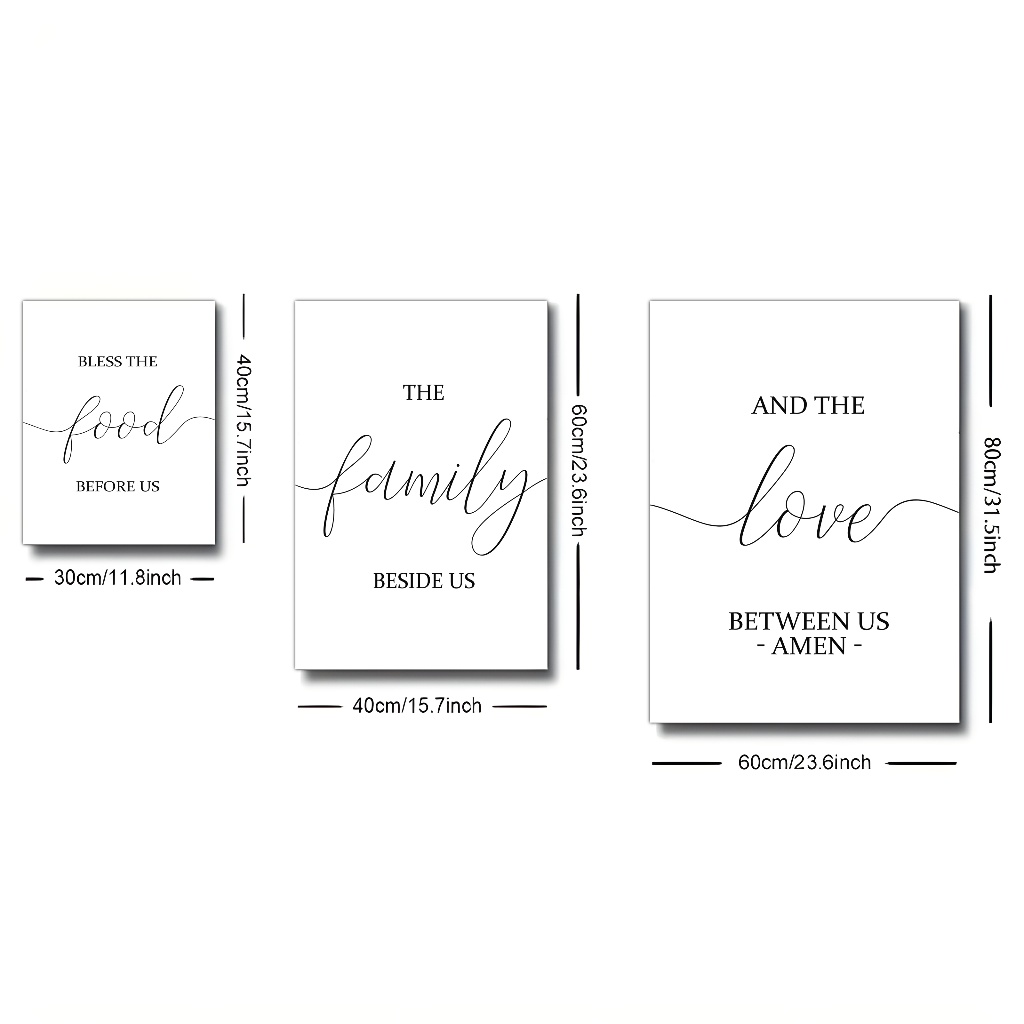 BLESS THE
food
BEFORE US
40cm/15.7inch
30cm/11.8inch
THE
family
BESIDE US
60cm/23.6inch
40cm/15.7inch
AND THE
love
BETWEEN US
- AMEN -
80cm/31.5inch
60cm/23.6inch